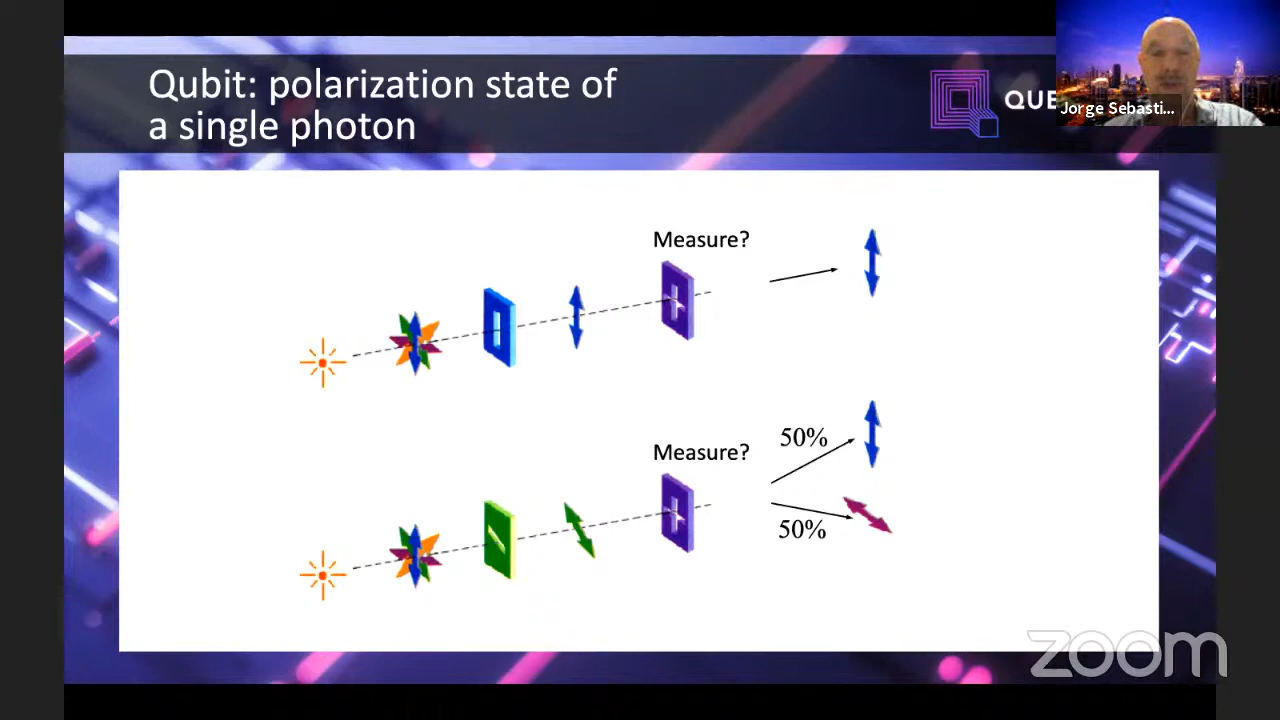 Qubit: polarization state of
a single photon
QUE
Jorge Sebasti...
Measure?
Measure?
50%
50%
zoom